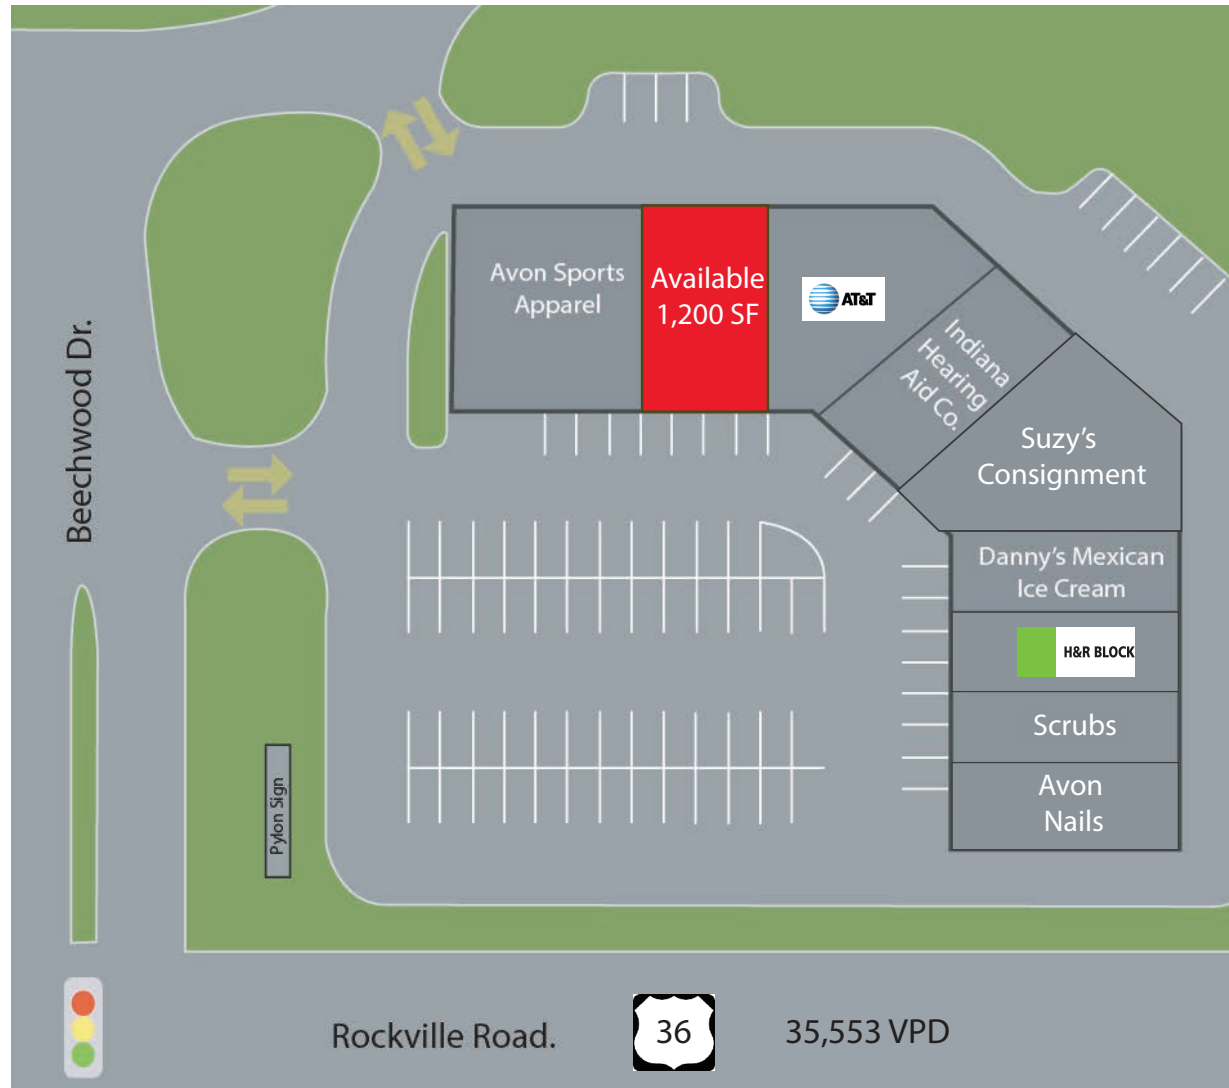 Avon Sports
Apparel
Available
1,200 SF
AT&T
Indiana
Hearing
Aid Co.
Suzy's
Consignment
Danny's Mexican
Ice Cream
H&R BLOCK
Scrubs
Avon
Nails
Beechwood Dr.
Pylon Sign
Rockville Road.
36
35,553 VPD